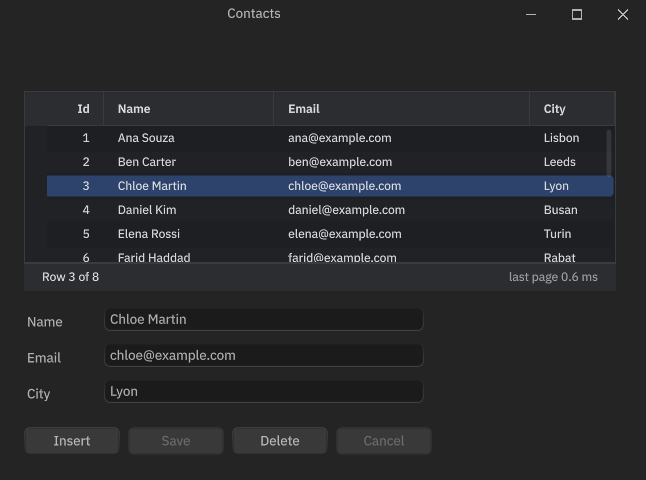 Contacts
Id Name Email City
1 Ana Souza ana@example.com Lisbon
2 Ben Carter ben@example.com Leeds
3 Chloe Martin chloe@example.com Lyon
4 Daniel Kim daniel@example.com Busan
5 Elena Rossi elena@example.com Turin
6 Farid Haddad farid@example.com Rabat
Row 3 of 8 last page 0.6 ms
Name Chloe Martin
Email chloe@example.com
City Lyon
Insert Save Delete Cancel